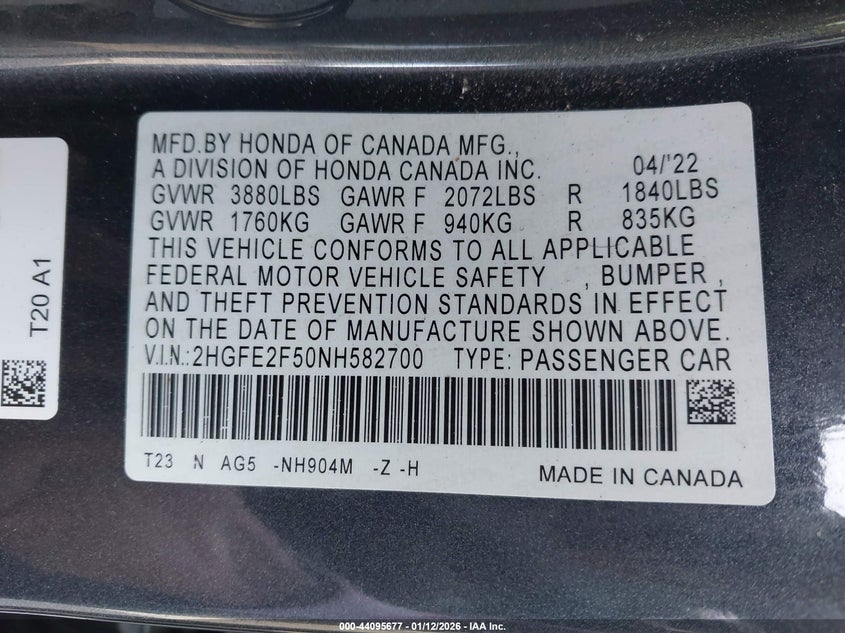 MFD.BY HONDA OF CANADA MFG.,
A DIVISION OF HONDA CANADA INC. 04/'22
GVWR 3880LBS GAWR F 2072LBS R 1840LBS
GVWR 1760KG GAWR F 940KG R 835KG
THIS VEHICLE CONFORMS TO ALL APPLICABLE
FEDERAL MOTOR VEHICLE SAFETY , BUMPER ,
AND THEFT PREVENTION STANDARDS IN EFFECT
ON THE DATE OF MANUFACTURE SHOWN ABOVE.
V.I.N.:2HGFE2F50NH582700 TYPE: PASSENGER CAR
T23 N AG5 -NH904M -Z -H
MADE IN CANADA
T20 A1
000-44095677 - 01/12/2026 - IAA Inc.